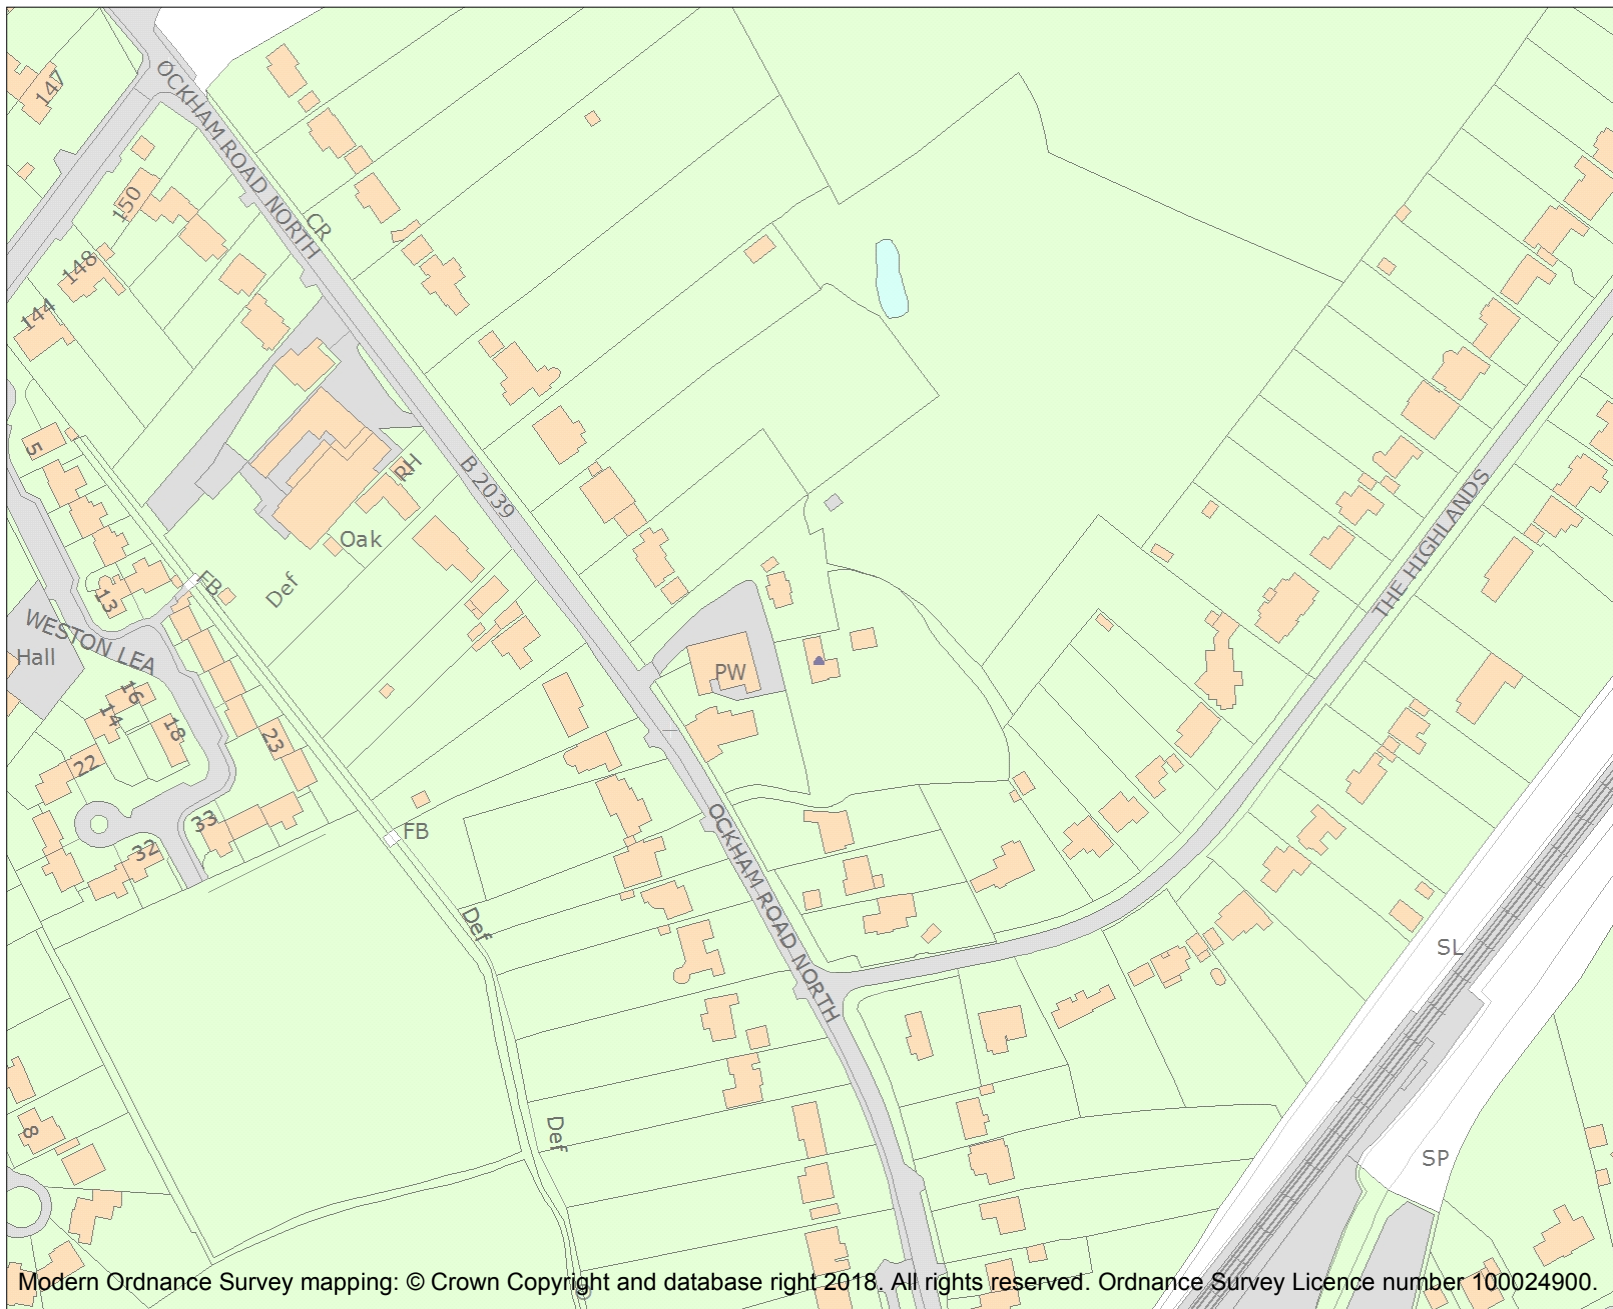 147
OCKHAM ROAD NORTH
CR
150
148
144
5
B 2039
RH
Oak
Def
FB
13
WESTON LEA
Hall
THE HIGHLANDS
PW
16
14
18
23
22
33
32
FB
OCKHAM ROAD NORTH
Def
SL
Def
8
SP
Modern Ordnance Survey mapping: © Crown Copyright and database right 2018. All rights reserved. Ordnance Survey Licence number 100024900.